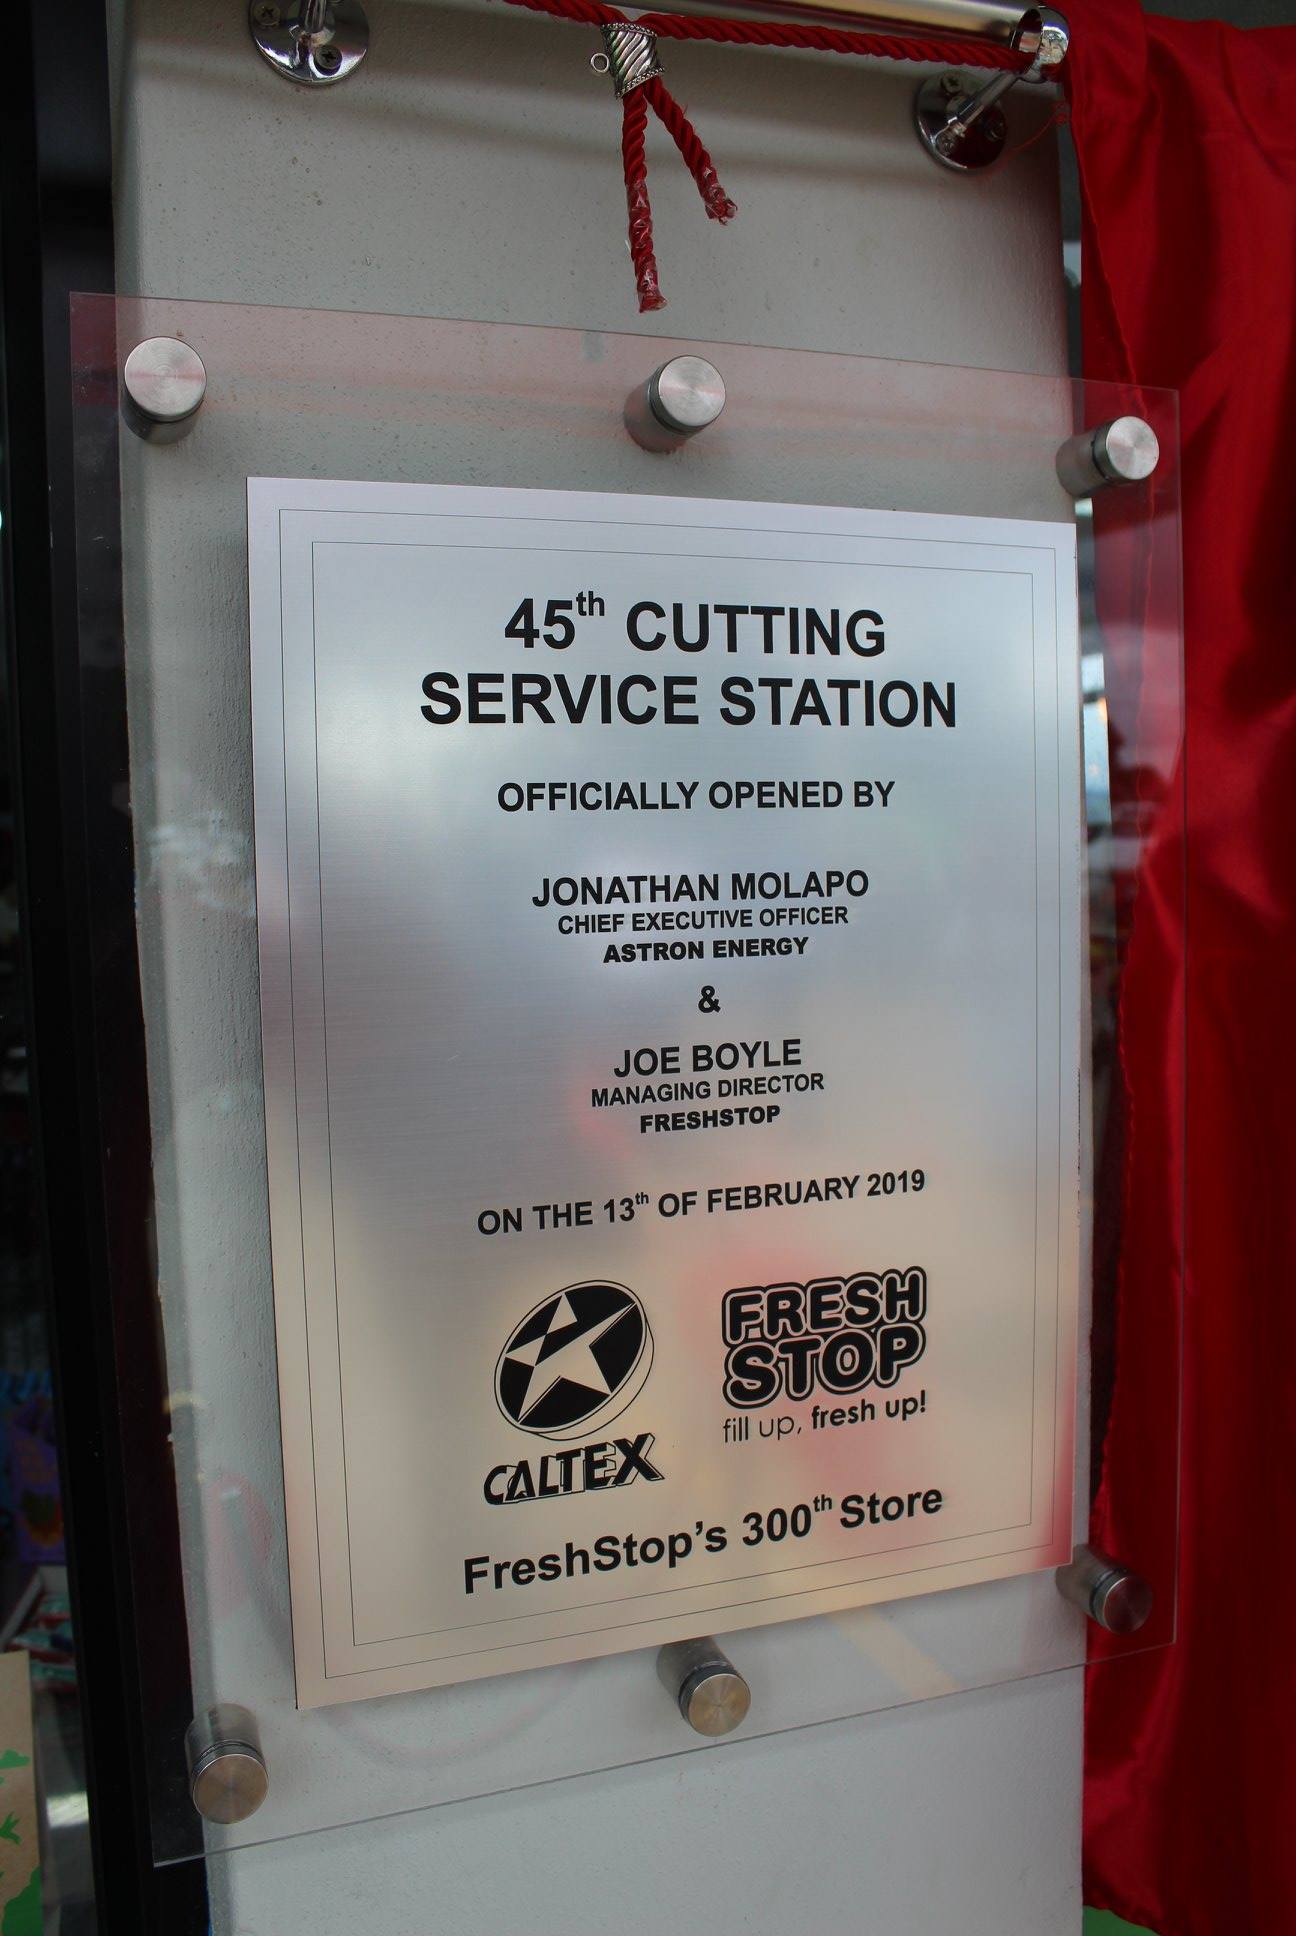 45th CUTTING
SERVICE STATION
OFFICIALLY OPENED BY
JONATHAN MOLAPO
CHIEF EXECUTIVE OFFICER
ASTRON ENERGY
&
JOE BOYLE
MANAGING DIRECTOR
FRESHSTOP
ON THE 13th OF FEBRUARY 2019
CALTEX
FRESH
STOP
fill up, fresh up!
FreshStop's 300th Store